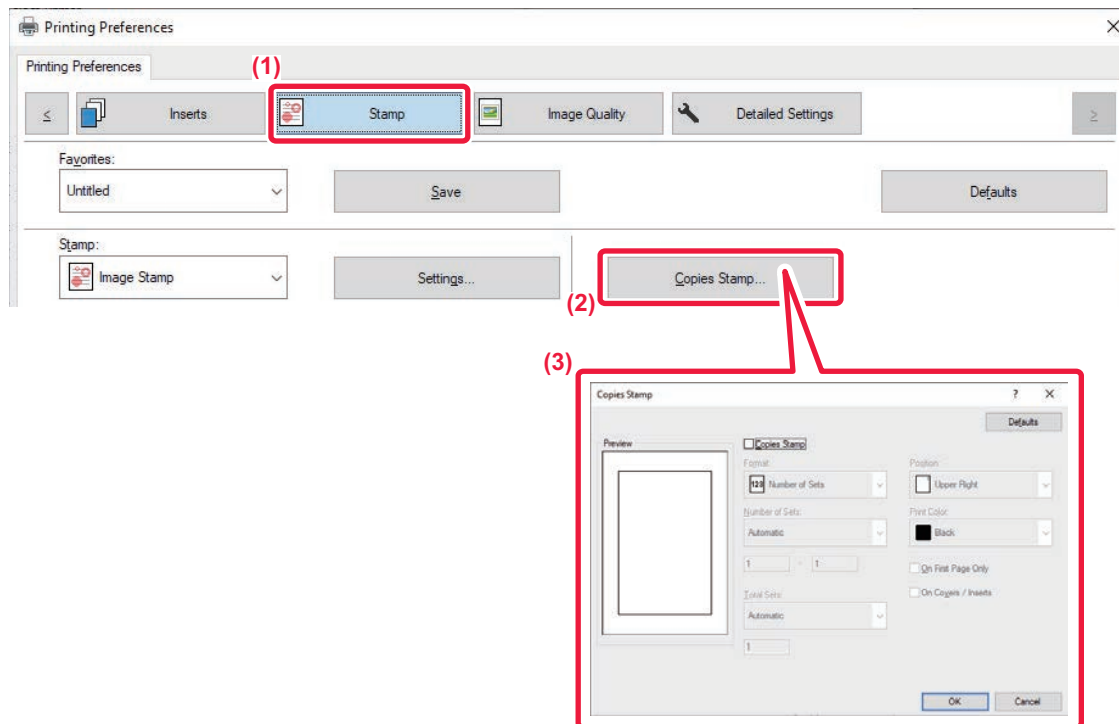 Printing Preferences
Printing Preferences
(1)
≤ Inserts Stamp Image Quality Detailed Settings ≥
Favorites:
Untitled Save Defaults
Stamp:
Image Stamp Settings... Copies Stamp...
(2)
(3)
Copies Stamp ?
Defaults
Preview Copies Stamp
Format: Position:
123 Number of Sets Upper Right
Number of Sets: Print Color:
Automatic Black
1 - 1 On First Page Only
Total Sets: On Covers / Inserts
Automatic
1
OK Cancel